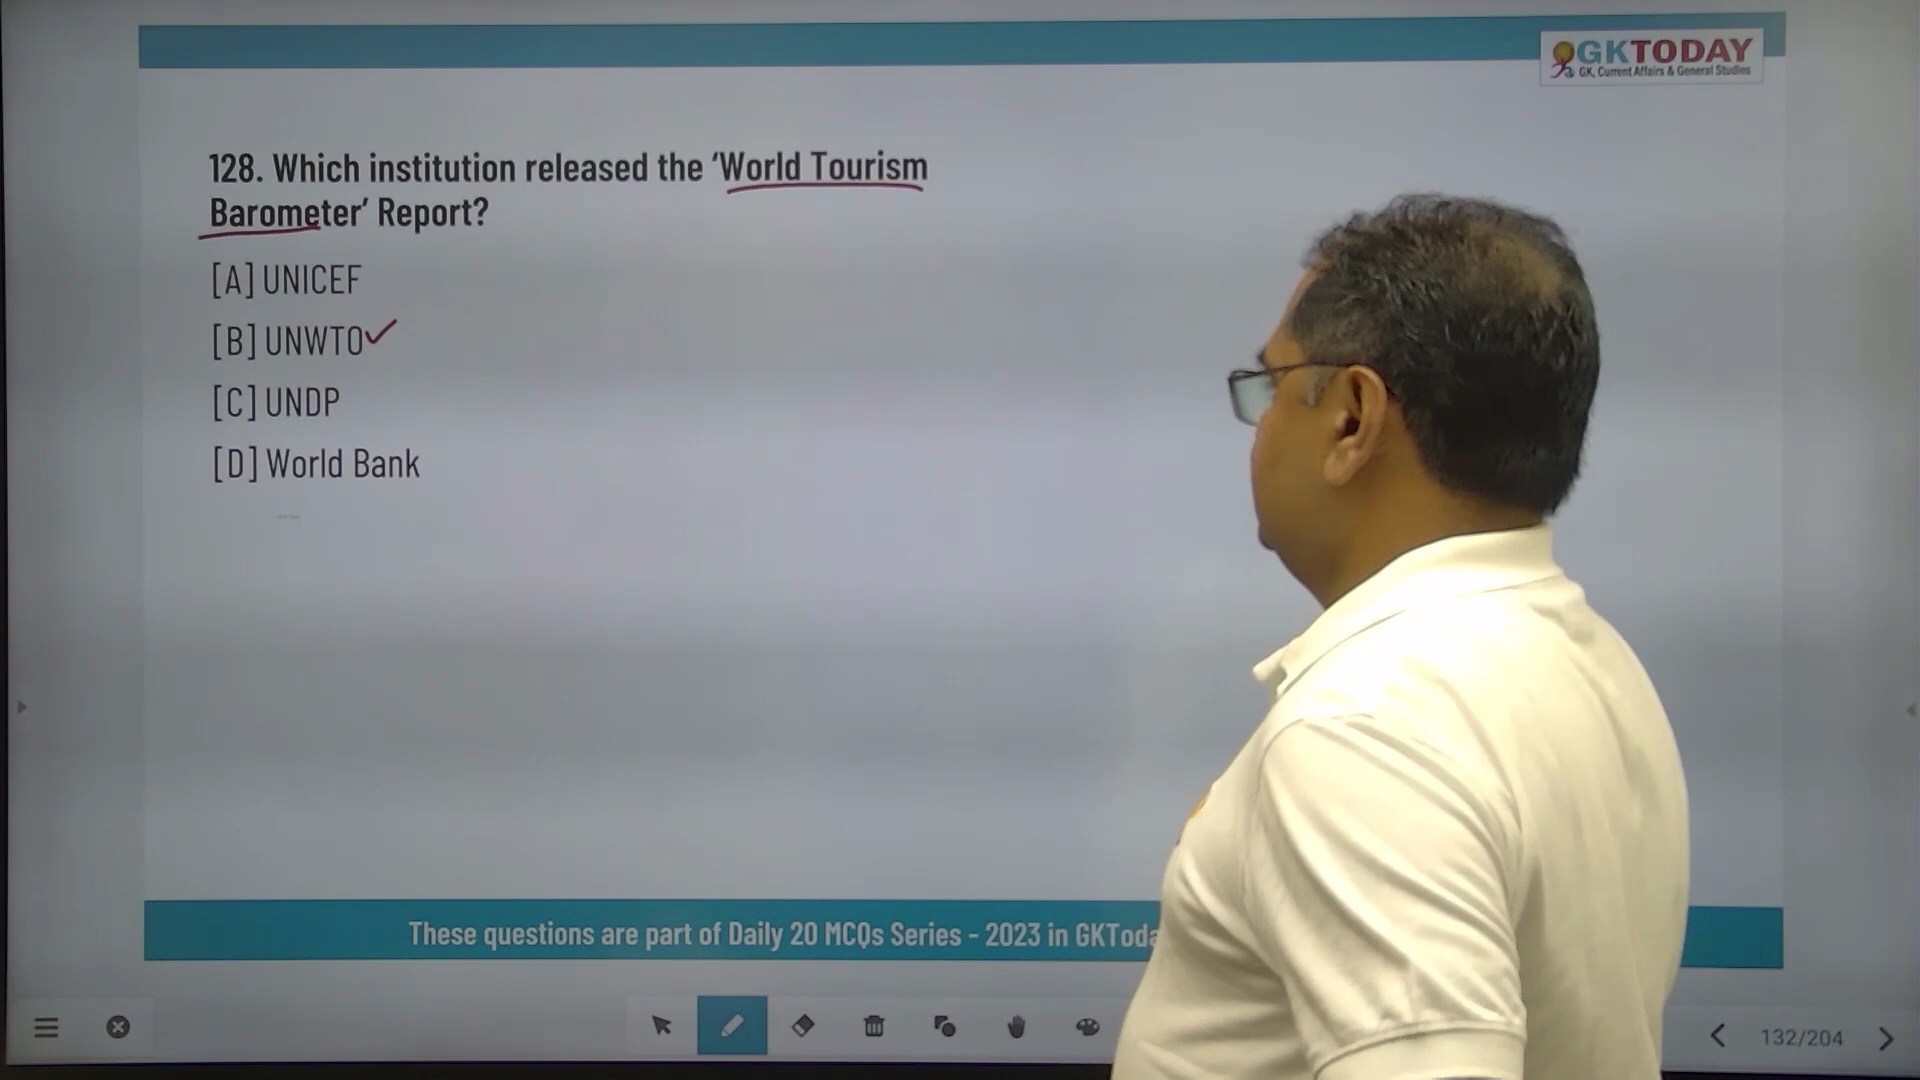 GKTODAY
GK, Current Affairs & General Studies
128. Which institution released the ‘World Tourism
Barometer’ Report?
[A] UNICEF
[B] UNWTO
[C] UNDP
[D] World Bank
These questions are part of Daily 20 MCQs Series - 2023 in GKToda
132/204